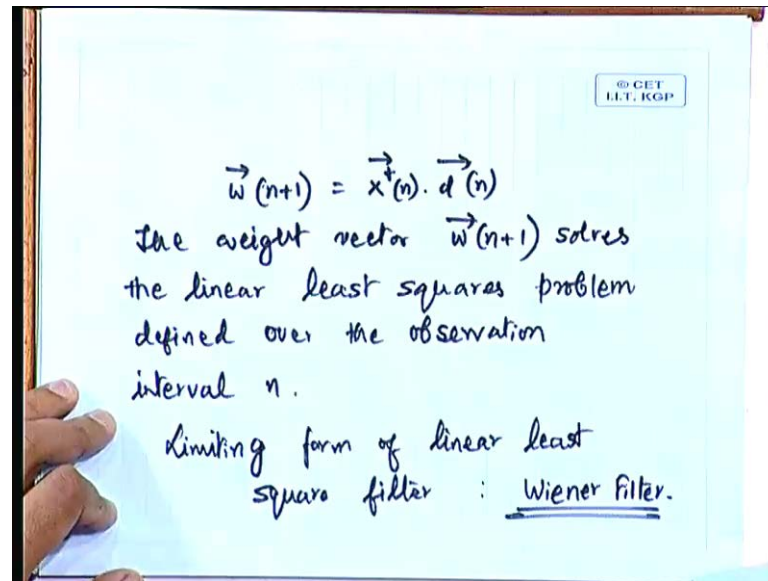 © CET
I.I.T. KGP
w⃗ (n+1) = x⃗⁺(n). d⃗ (n)
The weight vector w⃗ (n+1) solves
the linear least squares problem
defined over the observation
interval n.
Limiting form of linear least
square filter : Wiener Filter.